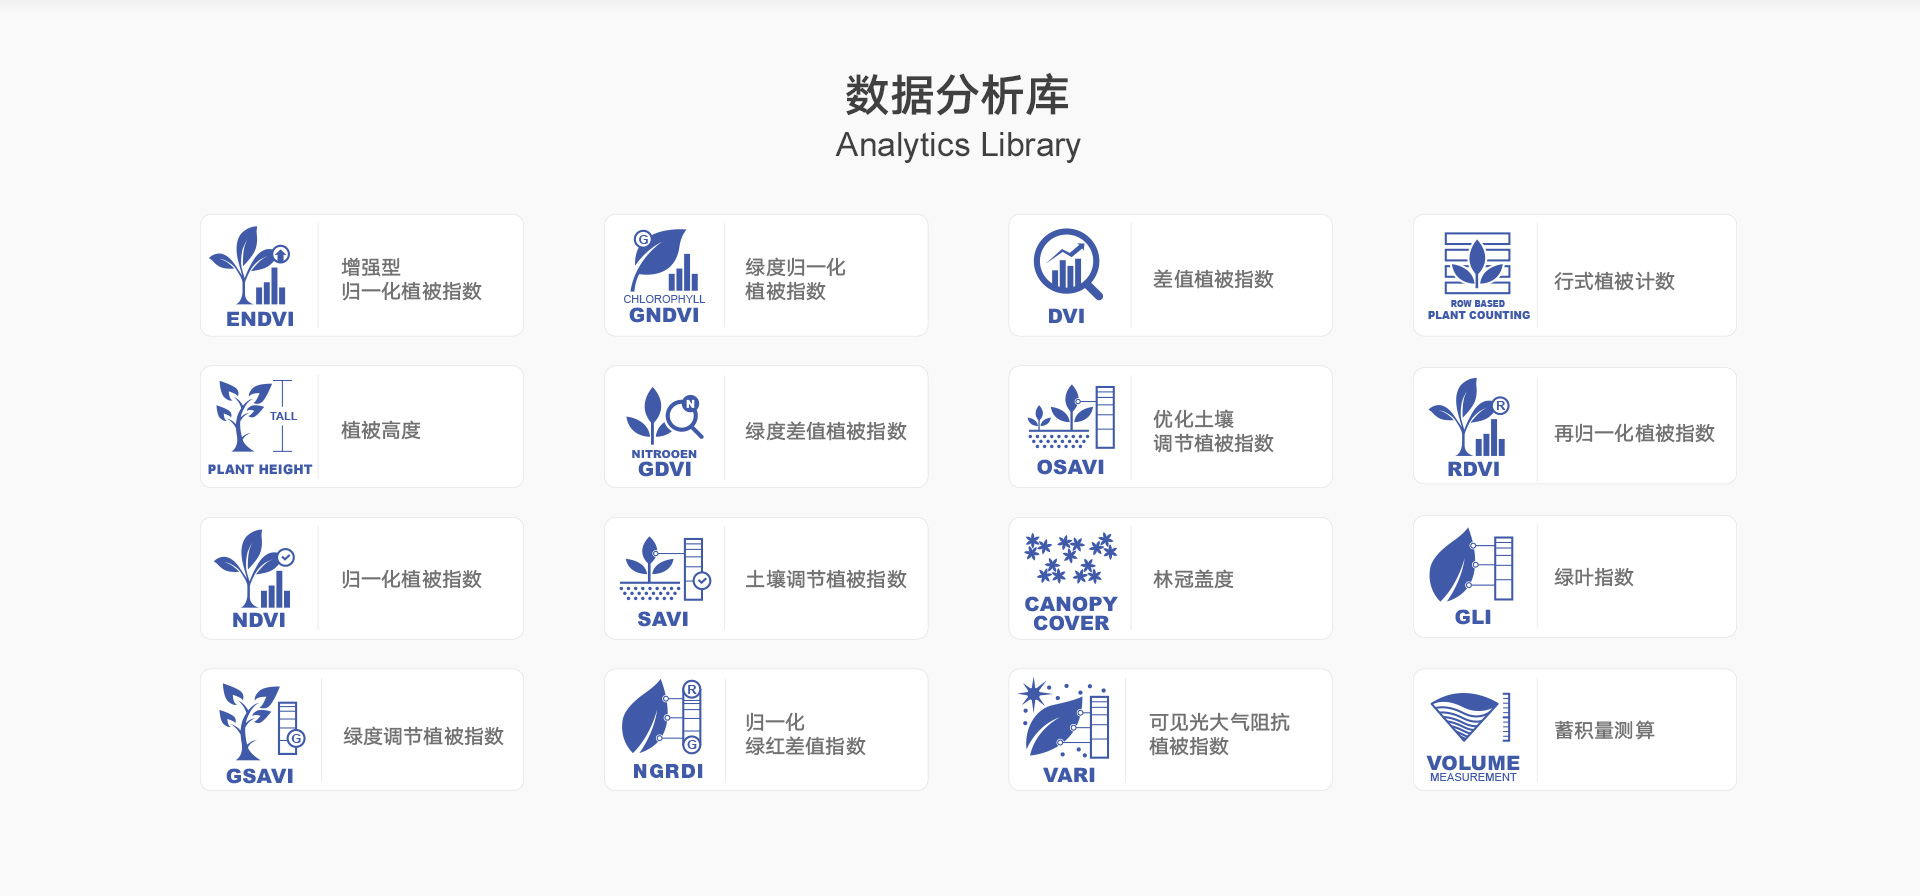 数据分析库
Analytics Library
ENDVI
增强型
归一化植被指数
G
CHLOROPHYLL
GNDVI
绿度归一化
植被指数
DVI
差值植被指数
ROW BASED
PLANT COUNTING
行式植被计数
TALL
PLANT HEIGHT
植被高度
N
NITROOEN
GDVI
绿度差值植被指数
OSAVI
优化土壤
调节植被指数
R
RDVI
再归一化植被指数
NDVI
归一化植被指数
SAVI
土壤调节植被指数
CANOPY
COVER
林冠盖度
GLI
绿叶指数
G
GSAVI
绿度调节植被指数
R
G
NGRDI
归一化
绿红差值指数
VARI
可见光大气阻抗
植被指数
VOLUME
MEASUREMENT
蓄积量测算